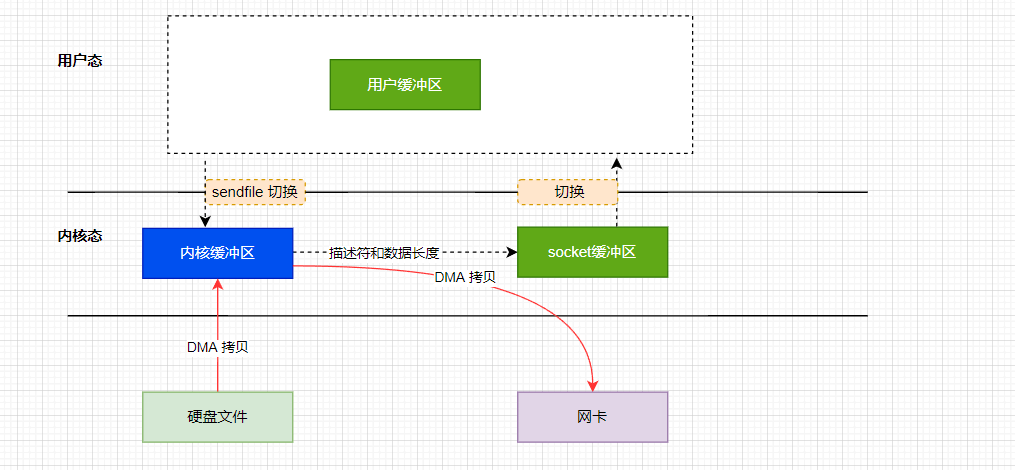 用户态
用户缓冲区
sendfile 切换
切换
内核态
内核缓冲区
描述符和数据长度
socket缓冲区
DMA 拷贝
DMA 拷贝
硬盘文件
网卡